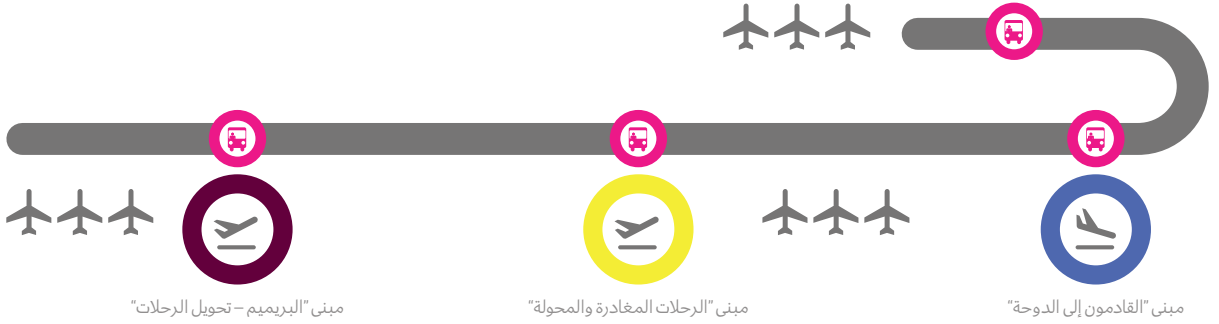 مبنى "القادمون إلى الدوحة"
مبنى "الرحلات المغادرة والمحولة"
مبنى "البريميم – تحويل الرحلات"